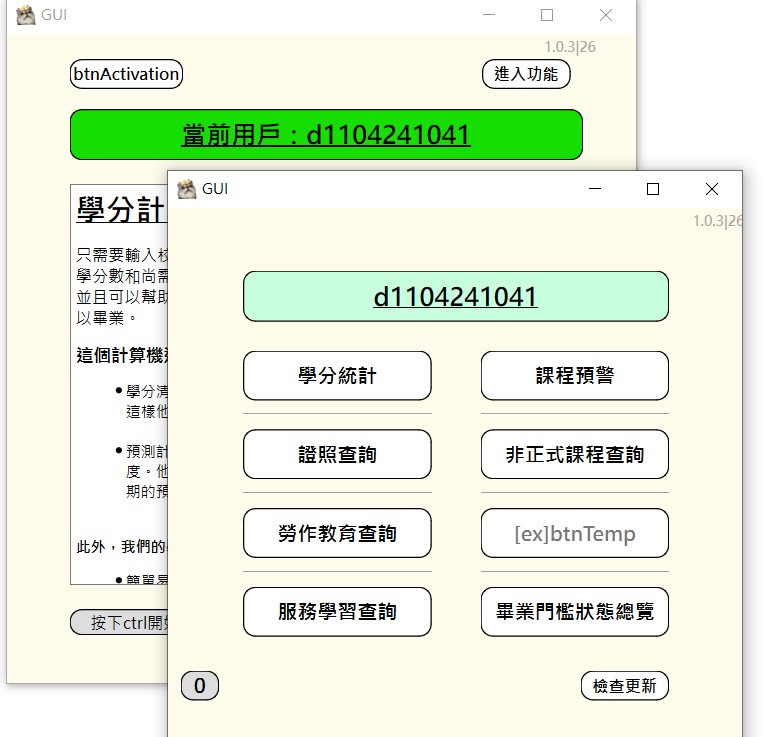 GUI
1.0.3|26
btnActivation
進入功能
當前用戶：d1104241041
學分計
只需要輸入校
學分數和尚需
並且可以幫助
以畢業。
這個計算機
學分清
這樣他
預測計
度。他
期的預
此外，我們的
簡單易
按下ctrl開始
GUI
1.0.3|26
d1104241041
學分統計
課程預警
證照查詢
非正式課程查詢
勞作教育查詢
[ex]btnTemp
服務學習查詢
畢業門檻狀態總覽
0
檢查更新